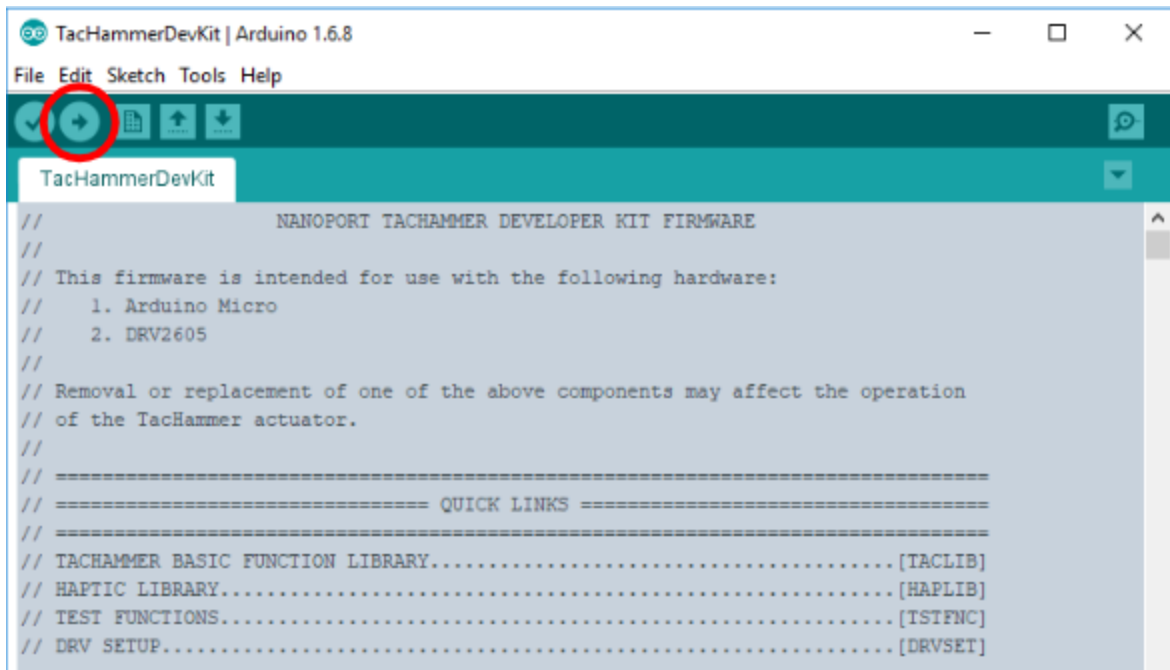 TacHammerDevKit | Arduino 1.6.8
File Edit Sketch Tools Help
TacHammerDevKit
// NANOPORT TACHAMMER DEVELOPER KIT FIRMWARE
//
// This firmware is intended for use with the following hardware:
// 1. Arduino Micro
// 2. DRV2605
//
// Removal or replacement of one of the above components may affect the operation
// of the TacHammer actuator.
//
// ================================================================================
// ================================ QUICK LINKS ===================================
// ================================================================================
// TACHAMMER BASIC FUNCTION LIBRARY........................................[TACLIB]
// HAPTIC LIBRARY..........................................................[HAPLIB]
// TEST FUNCTIONS..........................................................[TSTFNC]
// DRV SETUP...............................................................[DRVSET]